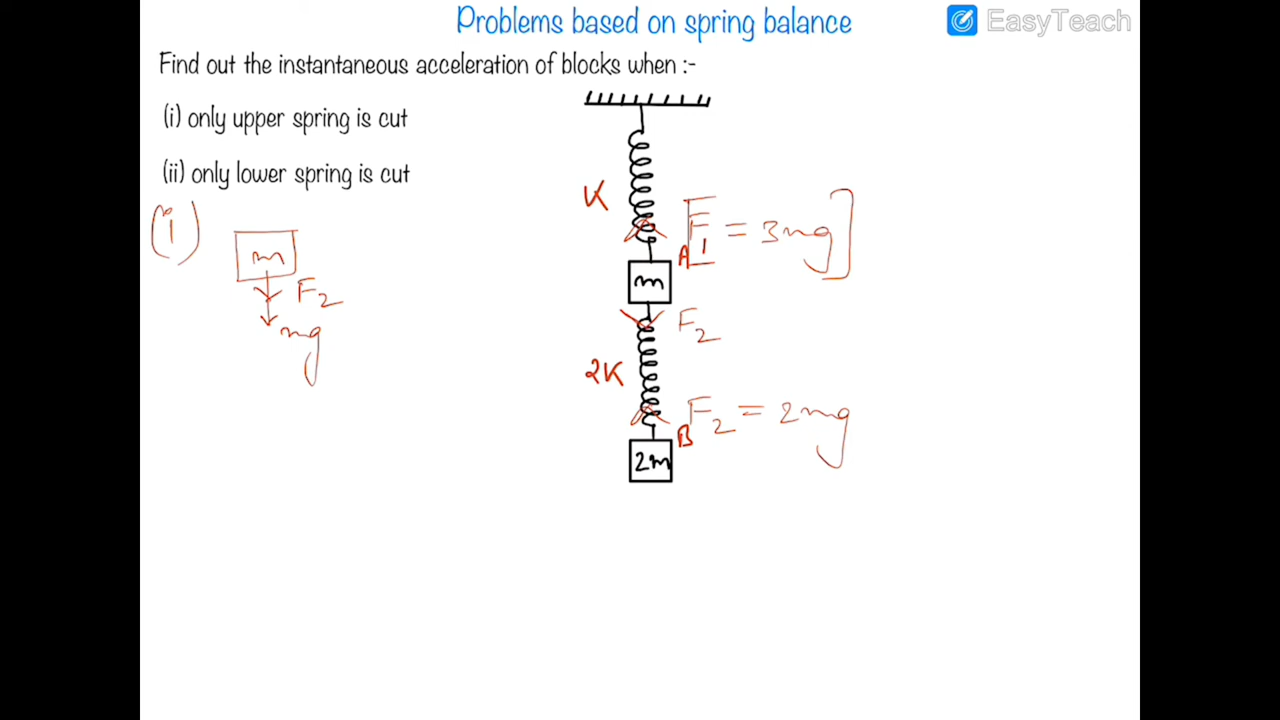 Problems based on spring balance
EasyTeach
Find out the instantaneous acceleration of blocks when :-
(i) only upper spring is cut
(ii) only lower spring is cut
(i)
m
F2
mg
K
F1 = 3mg]
A
m
F2
2K
F2 = 2mg
B
2m